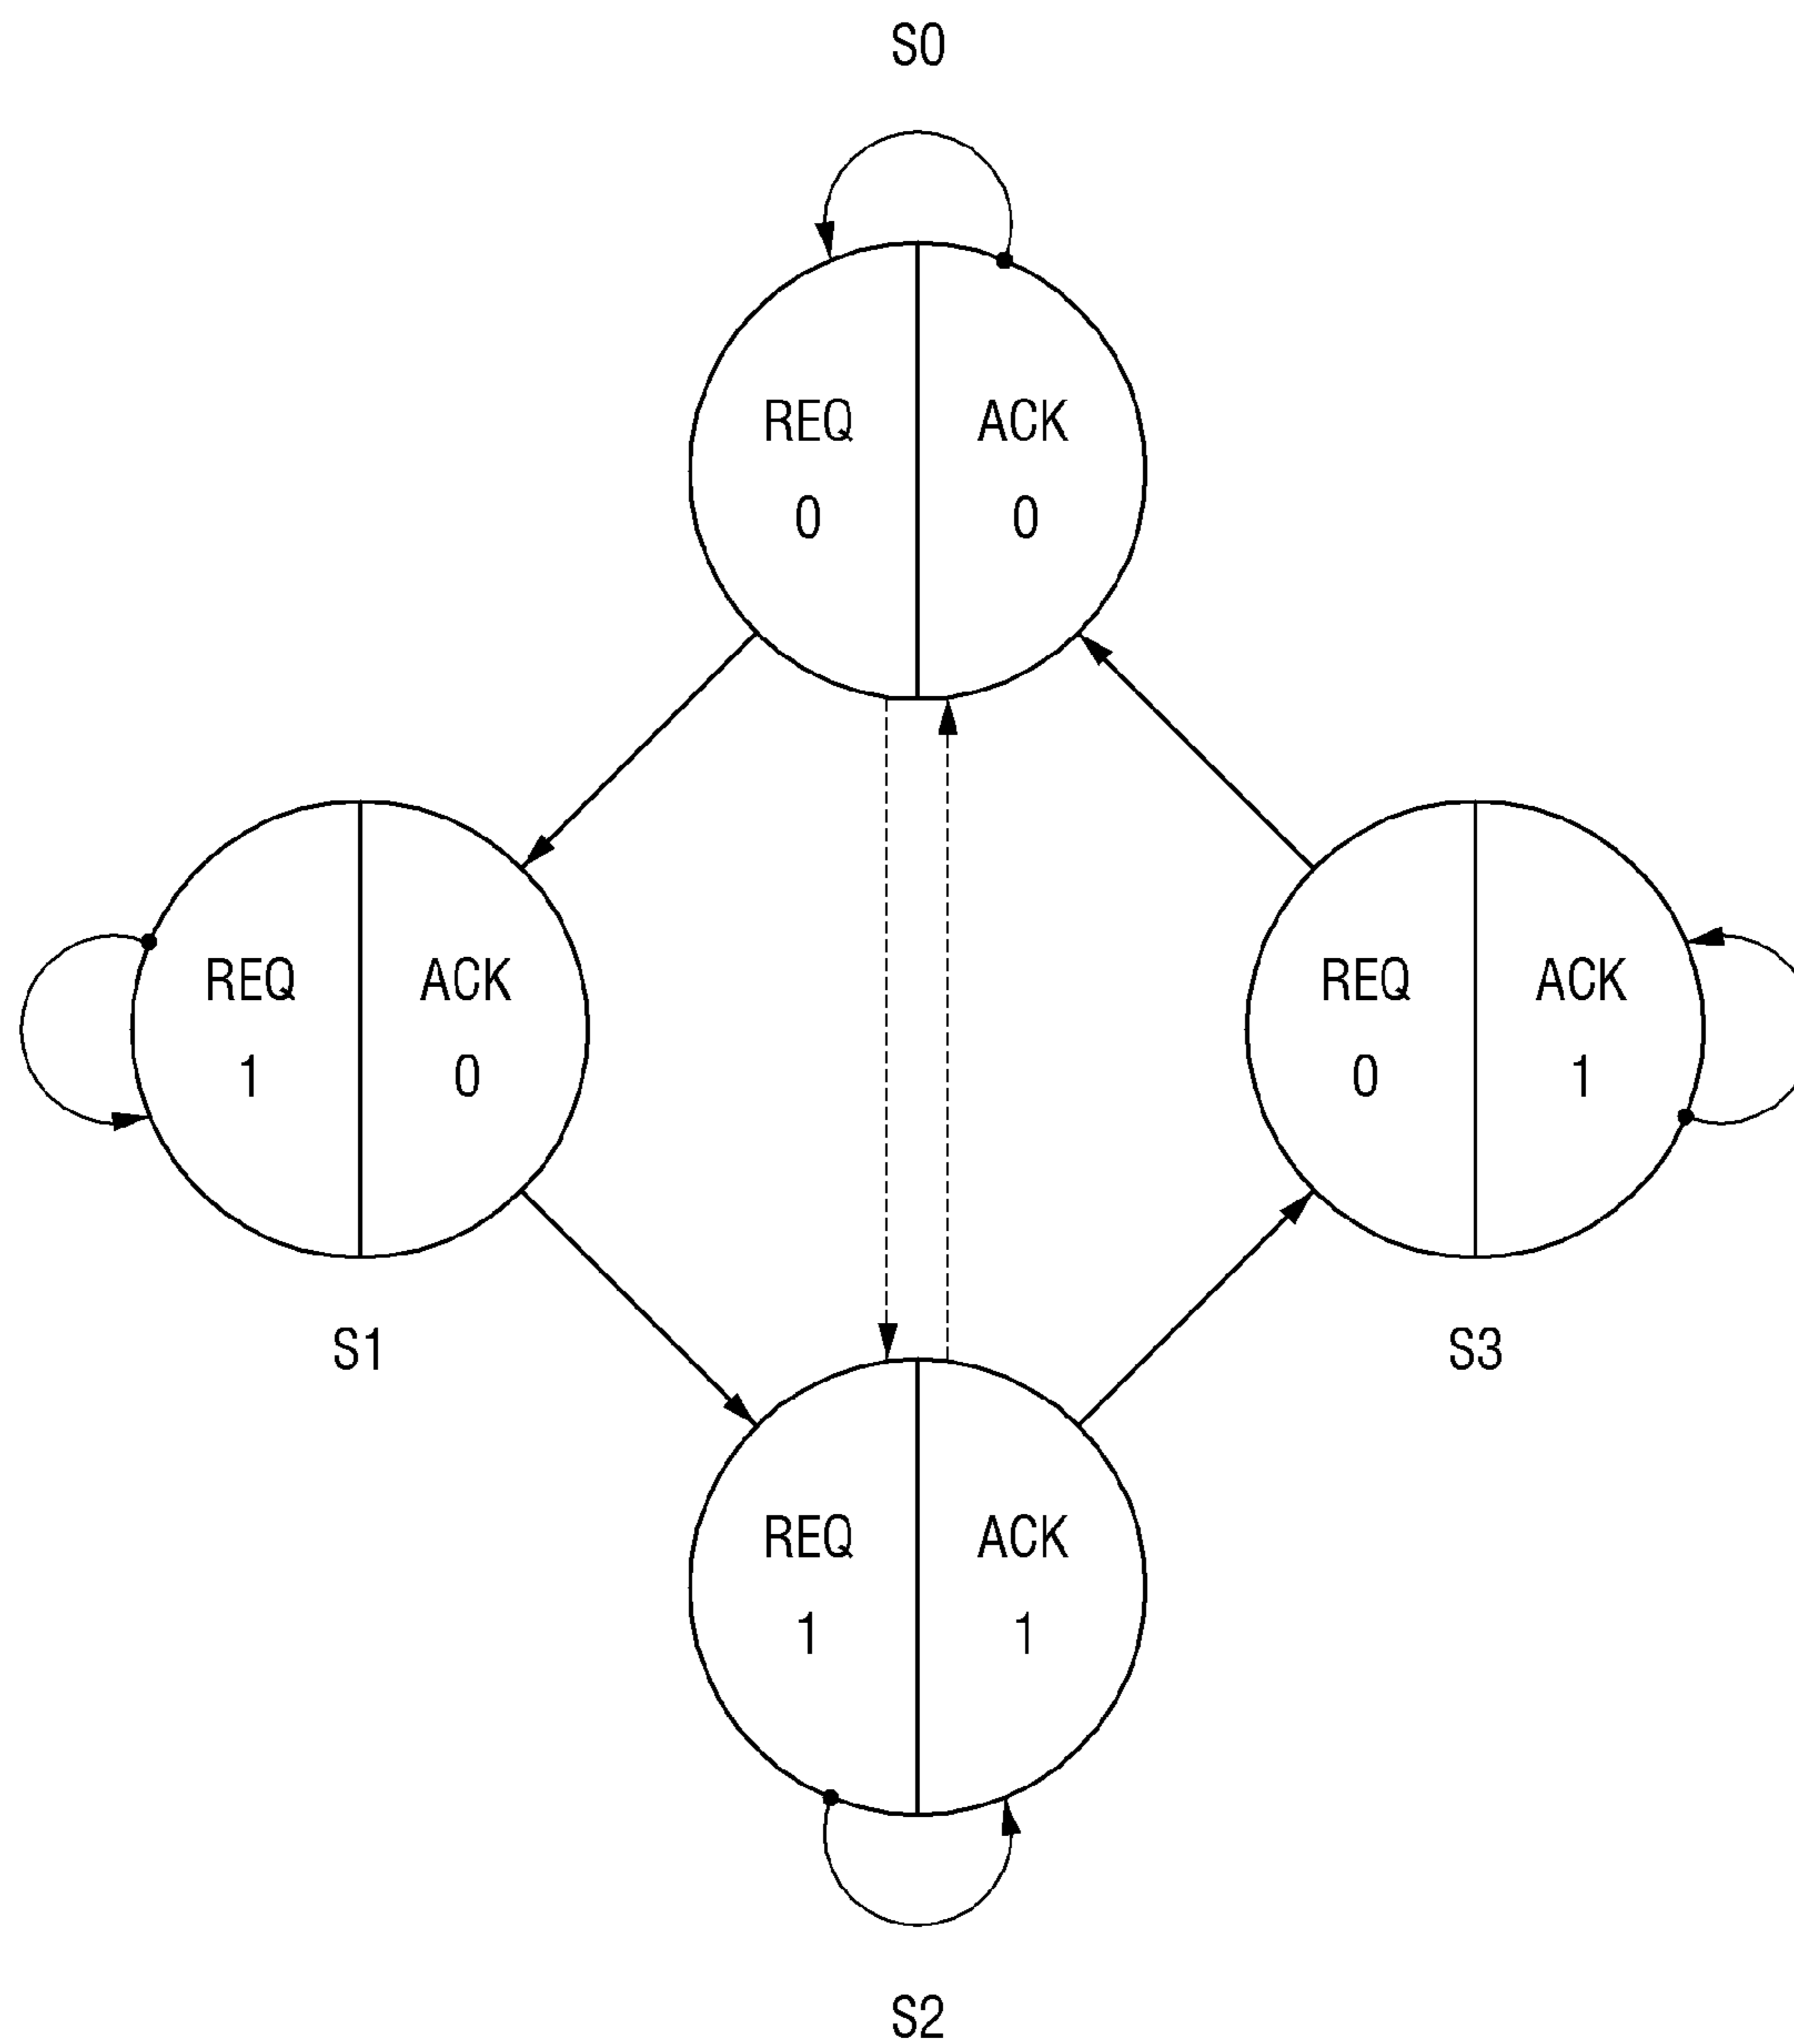 S0
REQ ACK
0 0
REQ ACK
1 0
S1
REQ ACK
0 1
S3
REQ ACK
1 1
S2